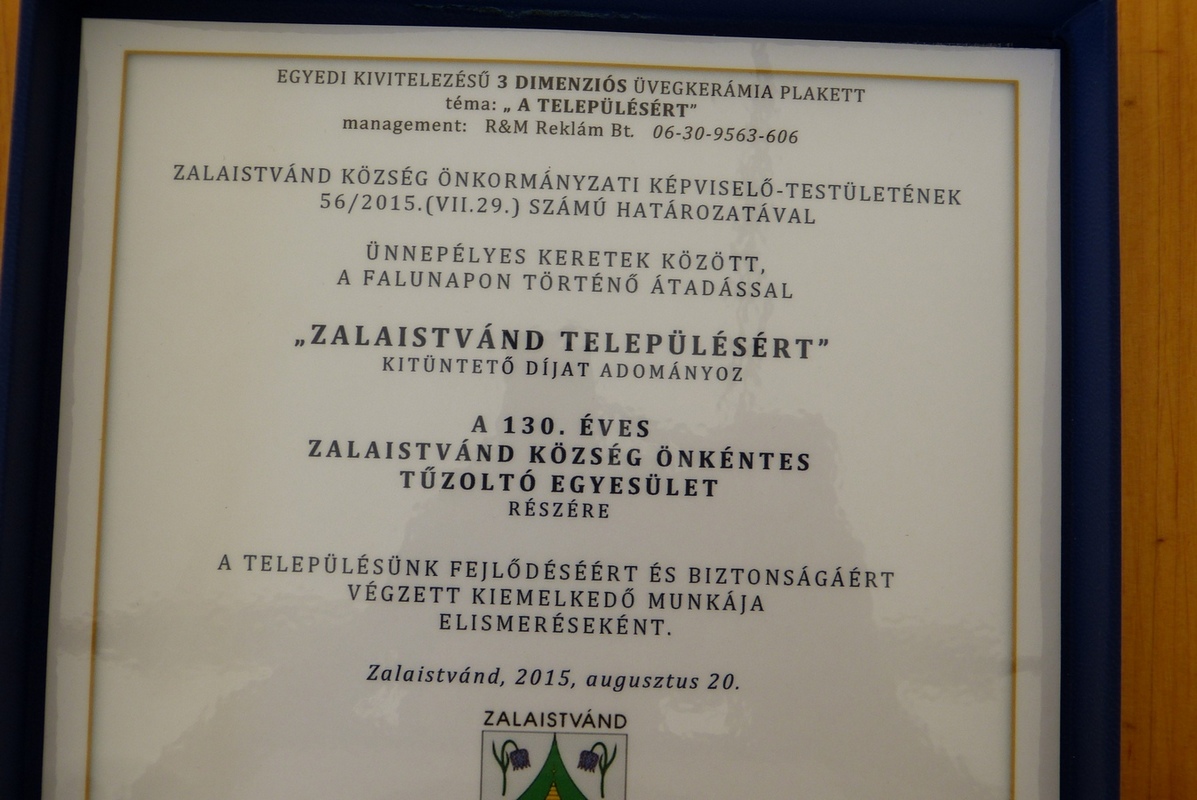 EGYEDI KIVITELEZÉSŰ 3 DIMENZIÓS ÜVEGKERÁMIA PLAKETT
téma: „ A TELEPÜLÉSÉRT”
management: R&M Reklám Bt. 06-30-9563-606
ZALAISTVÁND KÖZSÉG ÖNKORMÁNYZATI KÉPVISELŐ-TESTÜLETÉNEK
56/2015.(VII.29.) SZÁMÚ HATÁROZATÁVAL
ÜNNEPÉLYES KERETEK KÖZÖTT,
A FALUNAPON TÖRTÉNŐ ÁTADÁSSAL
„ZALAISTVÁND TELEPÜLÉSÉRT”
KITÜNTETŐ DÍJAT ADOMÁNYOZ
A 130. ÉVES
ZALAISTVÁND KÖZSÉG ÖNKÉNTES
TŰZOLTÓ EGYESÜLET
RÉSZÉRE
A TELEPÜLÉSÜNK FEJLŐDÉSÉÉRT ÉS BIZTONSÁGÁÉRT
VÉGZETT KIEMELKEDŐ MUNKÁJA
ELISMERÉSEKÉNT.
Zalaistvánd, 2015, augusztus 20.
ZALAISTVÁND